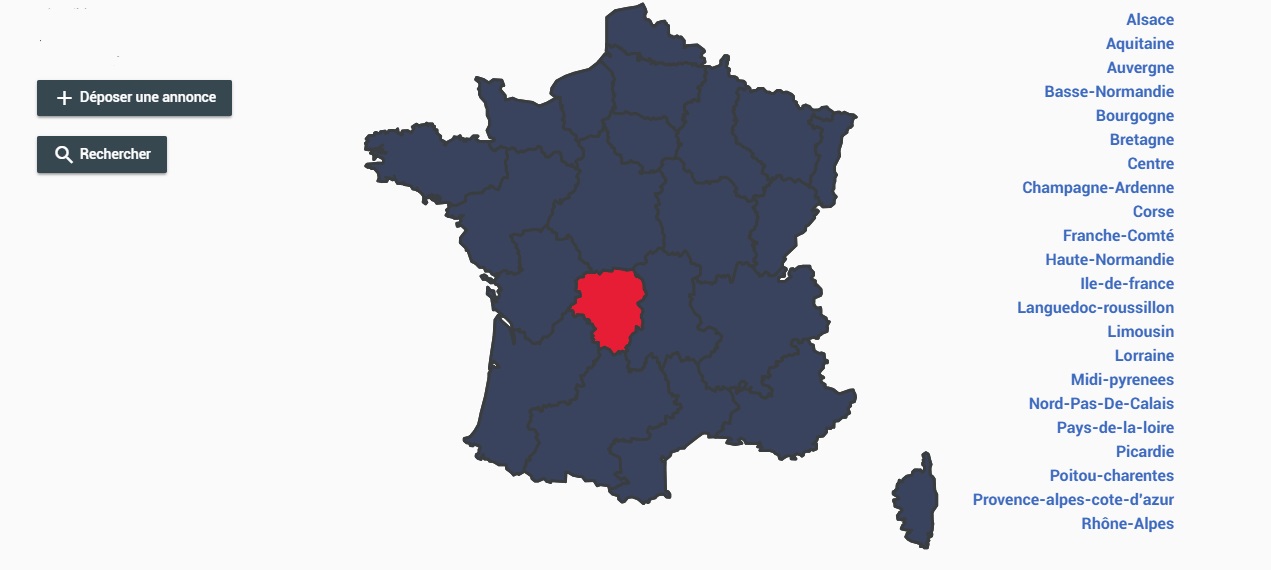 Déposer une annonce
Rechercher
Alsace
Aquitaine
Auvergne
Basse-Normandie
Bourgogne
Bretagne
Centre
Champagne-Ardenne
Corse
Franche-Comté
Haute-Normandie
Ile-de-france
Languedoc-roussillon
Limousin
Lorraine
Midi-pyrenees
Nord-Pas-De-Calais
Pays-de-la-loire
Picardie
Poitou-charentes
Provence-alpes-cote-d'azur
Rhône-Alpes